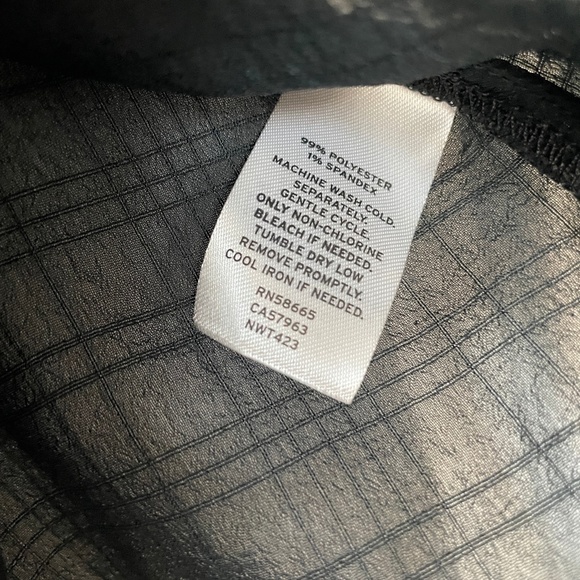 99% POLYESTER
1% SPANDEX
MACHINE WASH COLD.
SEPARATELY.
GENTLE CYCLE.
ONLY NON-CHLORINE
BLEACH IF NEEDED.
TUMBLE DRY LOW
REMOVE PROMPTLY.
COOL IRON IF NEEDED.
RN58665
CA57963
NWT423